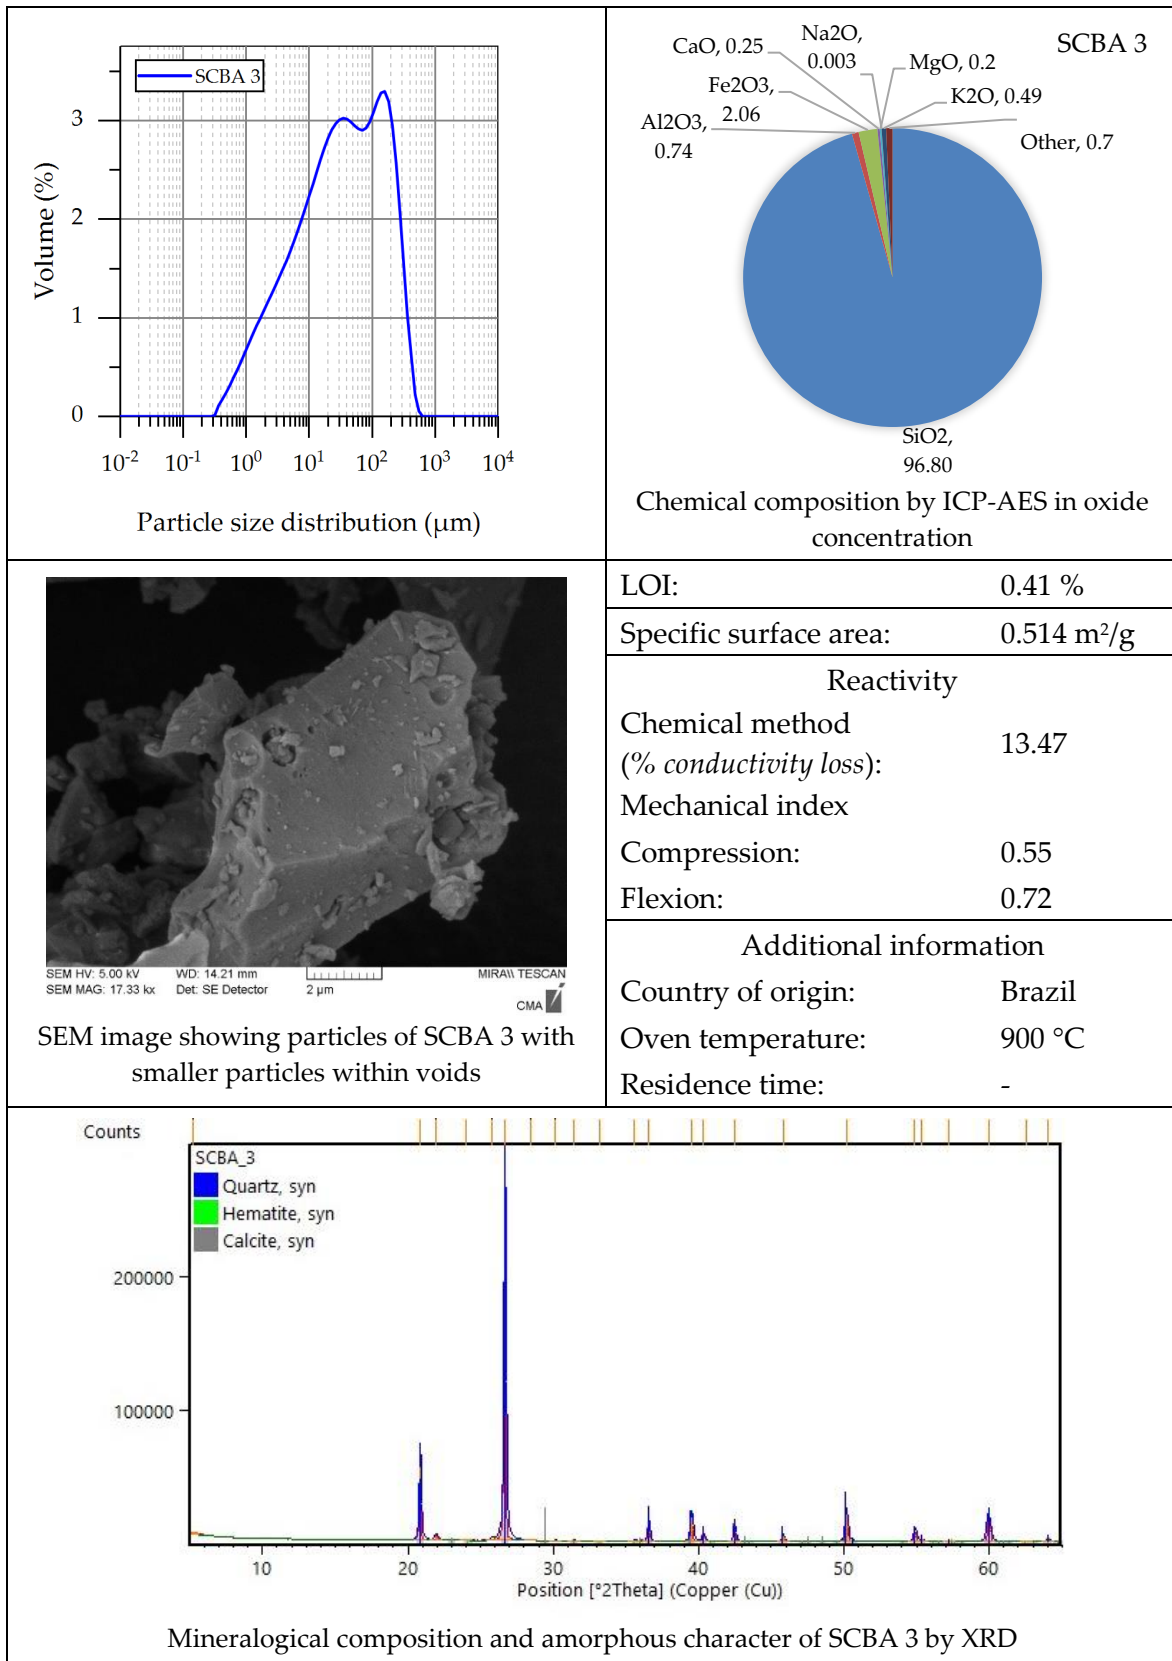 SCBA 3
Volume (%)
3
2
1
0
10-2 10-1 100 101 102 103 104
Particle size distribution (µm)
SCBA 3
Na2O,
0.003
CaO, 0.25
MgO, 0.2
Fe2O3,
2.06
K2O, 0.49
Al2O3,
0.74
Other, 0.7
SiO2,
96.80
Chemical composition by ICP-AES in oxide
concentration
SEM HV: 5.00 kV WD: 14.21 mm MIRA\\ TESCAN
SEM MAG: 17.33 kx Det: SE Detector 2 µm
CMA
SEM image showing particles of SCBA 3 with
smaller particles within voids
LOI: 0.41 %
Specific surface area: 0.514 m²/g
Reactivity
Chemical method
(% conductivity loss): 13.47
Mechanical index
Compression: 0.55
Flexion: 0.72
Additional information
Country of origin: Brazil
Oven temperature: 900 °C
Residence time: -
Counts
SCBA_3
Quartz, syn
Hematite, syn
Calcite, syn
200000
100000
10 20 30 40 50 60
Position [°2Theta] (Copper (Cu))
Mineralogical composition and amorphous character of SCBA 3 by XRD